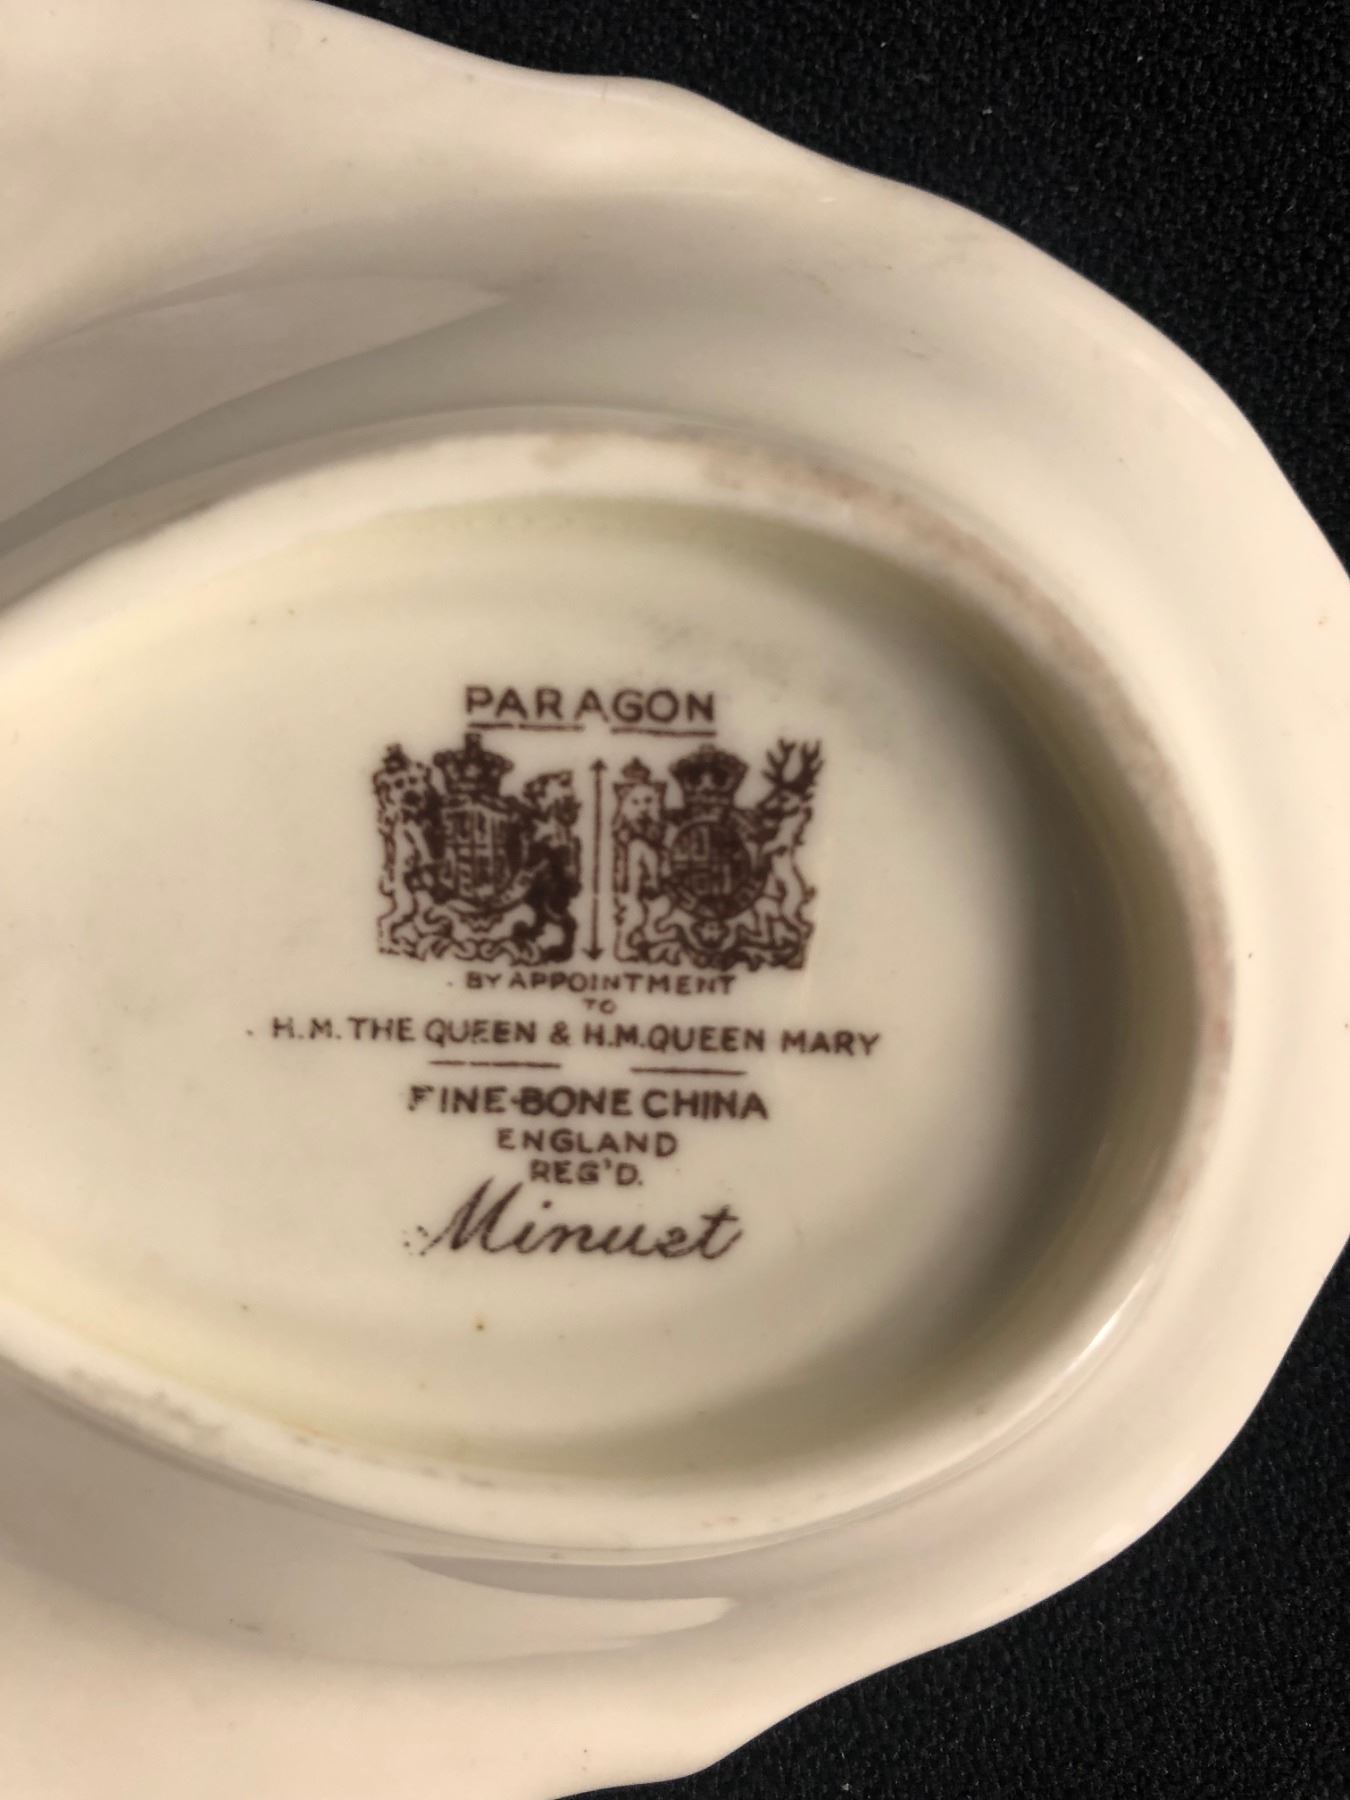 PARAGON
BY APPOINTMENT
TO
H.M. THE QUEEN & H.M. QUEEN MARY
FINE BONE CHINA
ENGLAND
REG'D.
Minuet